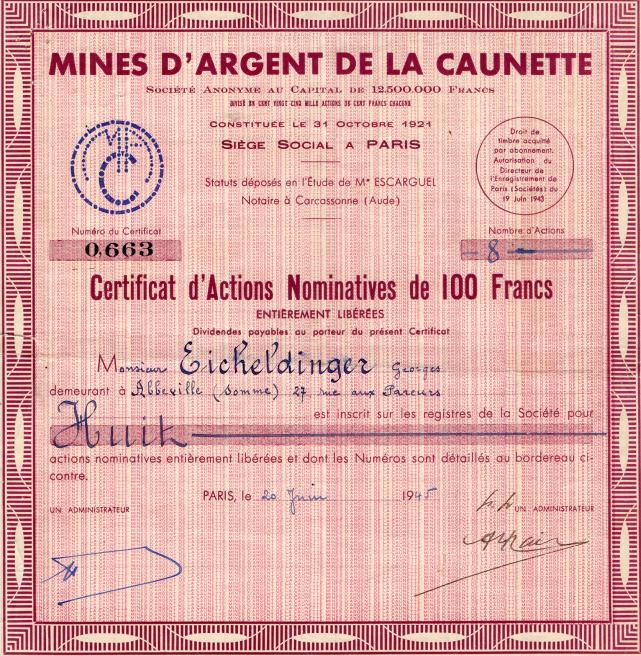 MINES D'ARGENT DE LA CAUNETTE
SOCIÉTÉ ANONYME AU CAPITAL DE 12.500.000 FRANCS
DIVISÉ EN CENT VINGT CINQ MILLE ACTIONS DE CENT FRANCS CHACUNE
CONSTITUÉE LE 31 OCTOBRE 1921
SIÈGE SOCIAL A PARIS
Statuts déposés en l'Étude de Mᵉ ESCARGUEL
Notaire à Carcassonne (Aude)
Droit de
timbre acquitté
par abonnement.
Autorisation du
Directeur de
l'Enregistrement de
Paris (Sociétés) du
19 Juin 1943
Numéro du Certificat
0,663
Nombre d'Actions
8
Certificat d'Actions Nominatives de 100 Francs
ENTIÈREMENT LIBÉRÉES
Dividendes payables au porteur du présent Certificat
Monsieur Eicheldinger Georges
demeurant à Abbeville (Somme) 27 rue aux Pareurs
est inscrit sur les registres de la Société pour
Huit
actions nominatives entièrement libérées et dont les Numéros sont détaillés au bordereau ci-
contre.
PARIS, le 20 Juin 1945
UN ADMINISTRATEUR
UN ADMINISTRATEUR